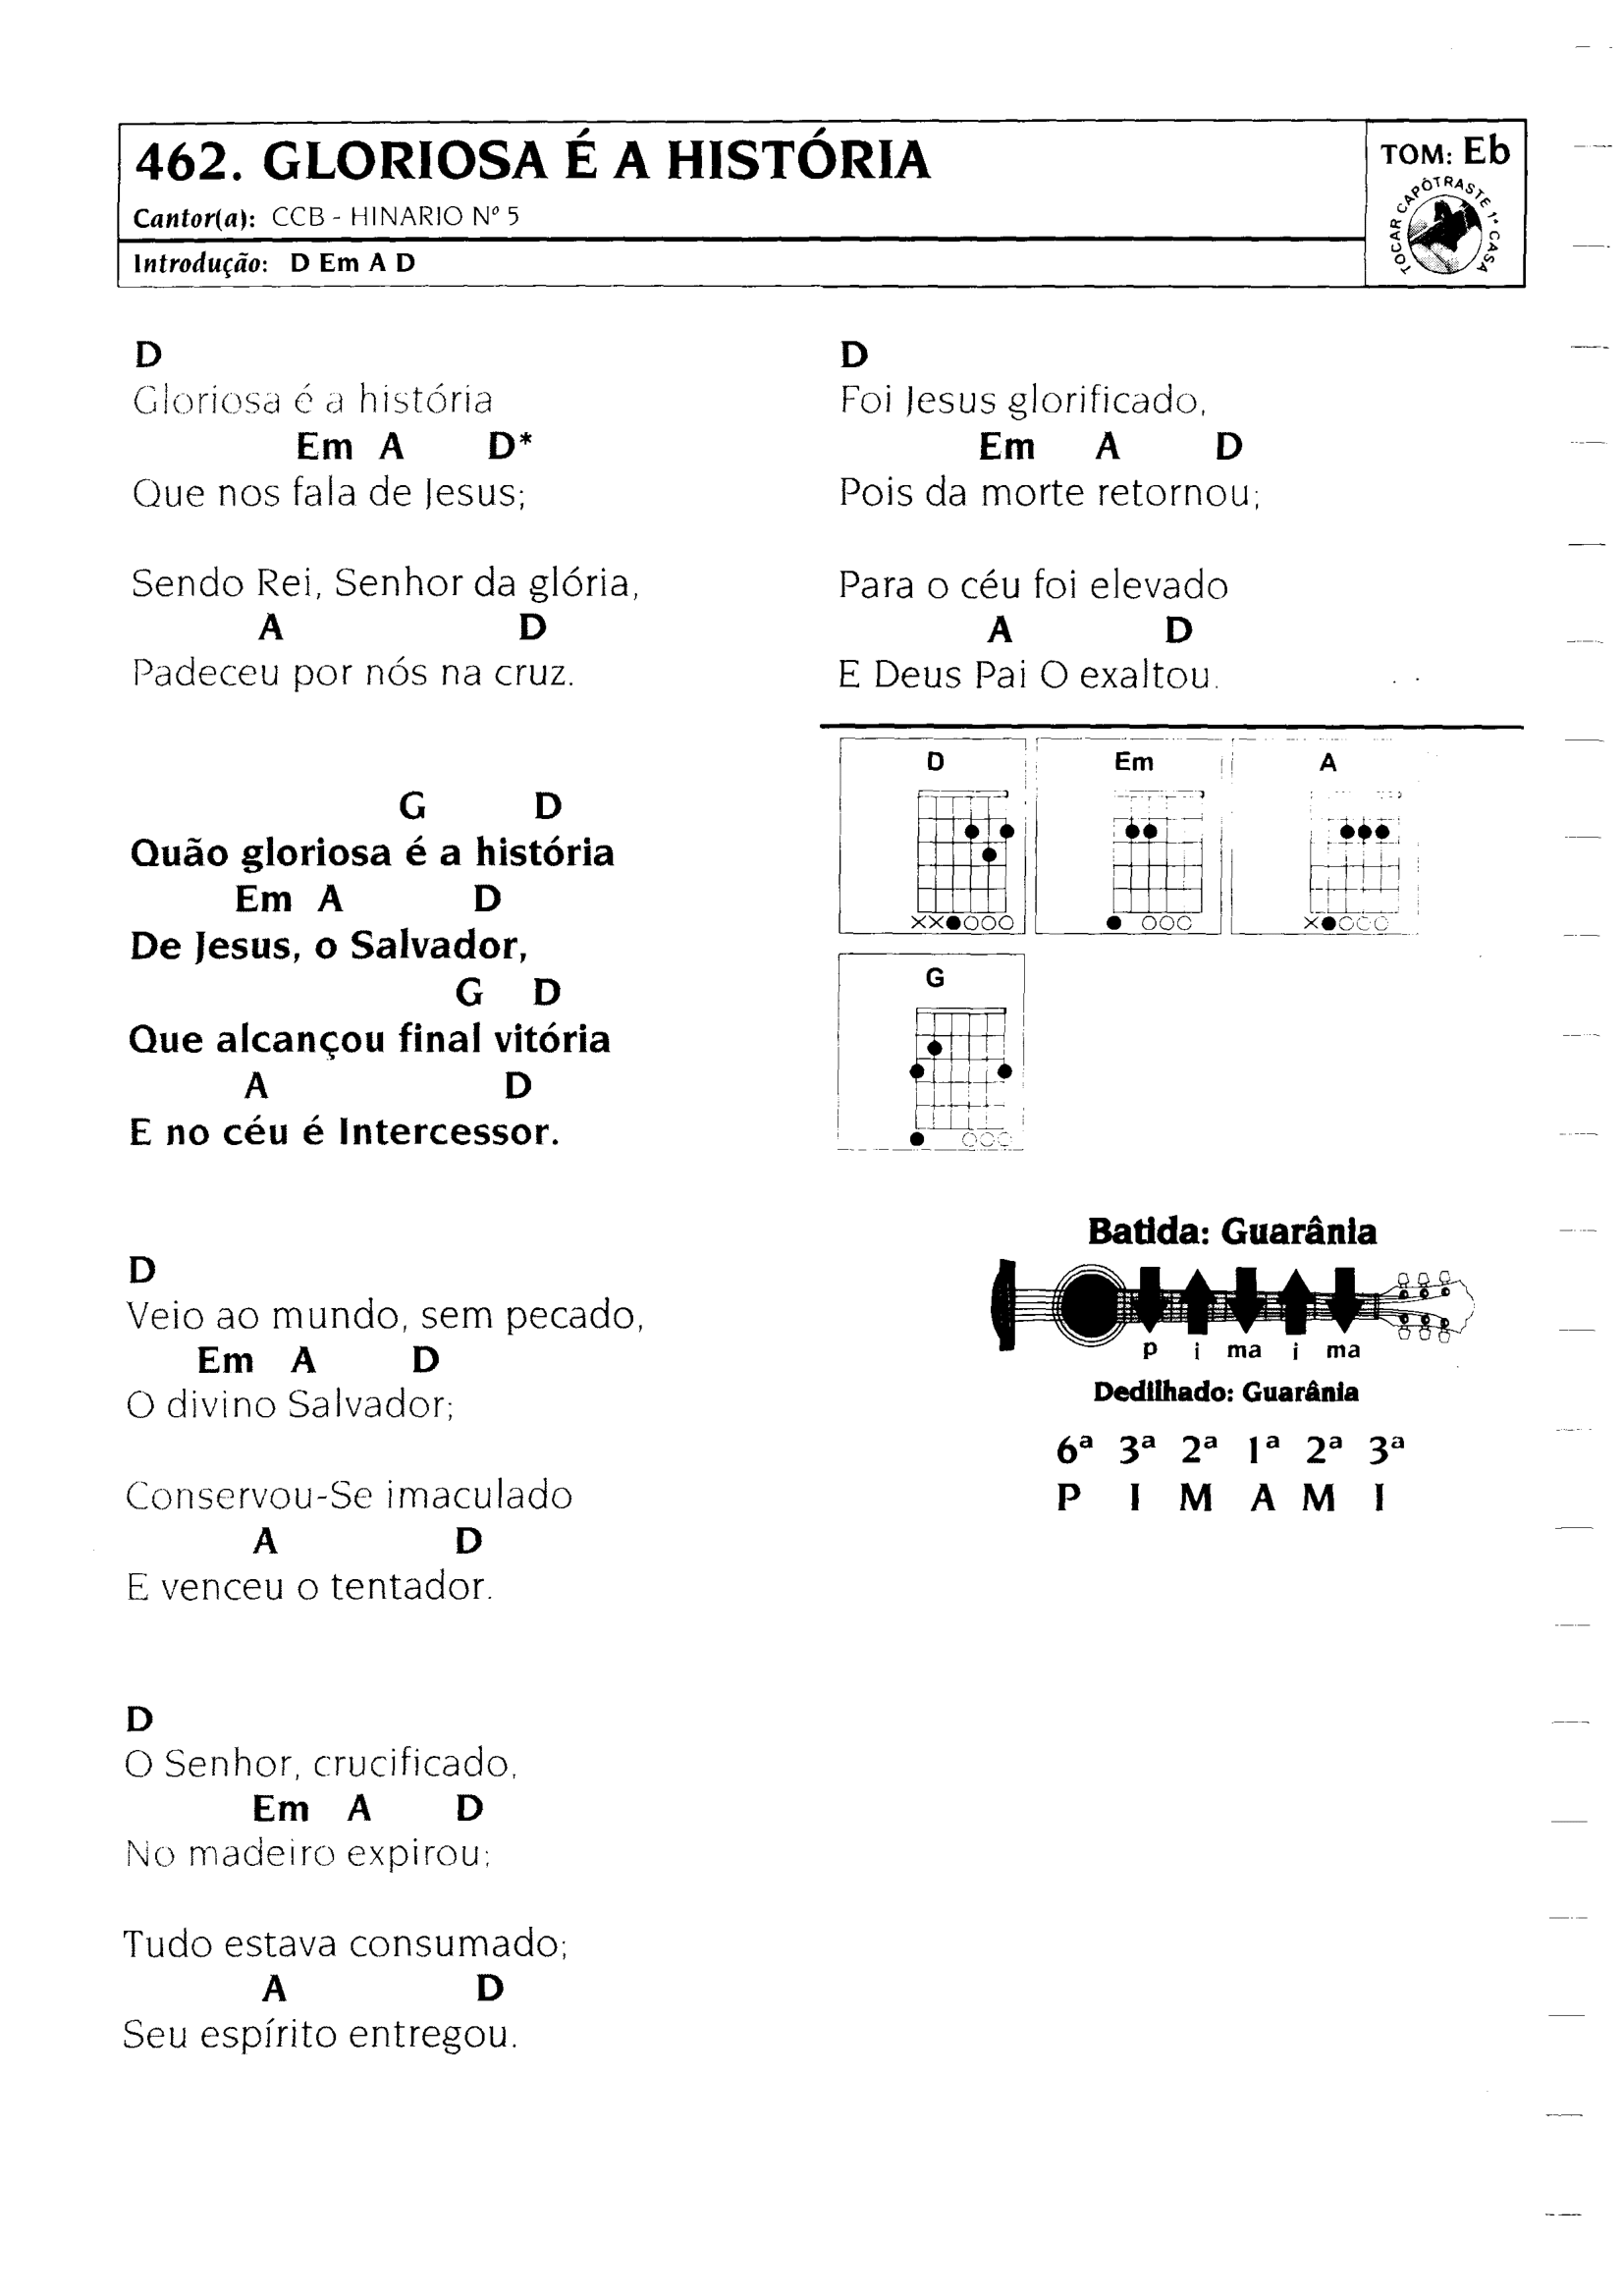 462. GLORIOSA É A HISTÓRIA
Cantor(a): CCB - HINARIO Nº 5
Introdução: D Em A D
TOM: Eb
TOCAR CAPÔTRASTE 1ª CASA
D
Gloriosa é a história
Em A D*
Que nos fala de Jesus;
Sendo Rei, Senhor da glória,
A D
Padeceu por nós na cruz.
G D
Quão gloriosa é a história
Em A D
De Jesus, o Salvador,
G D
Que alcançou final vitória
A D
E no céu é Intercessor.
D
Veio ao mundo, sem pecado,
Em A D
O divino Salvador;
Conservou-Se imaculado
A D
E venceu o tentador.
D
O Senhor, crucificado,
Em A D
No madeiro expirou;
Tudo estava consumado;
A D
Seu espírito entregou.
D
Foi Jesus glorificado,
Em A D
Pois da morte retornou;
Para o céu foi elevado
A D
E Deus Pai O exaltou.
D Em A
XX●○○○ ● ○○○ X●○○○
G
● ○○○
Batida: Guarânia
p i ma i ma
Dedilhado: Guarânia
6ª 3ª 2ª 1ª 2ª 3ª
P I M A M I